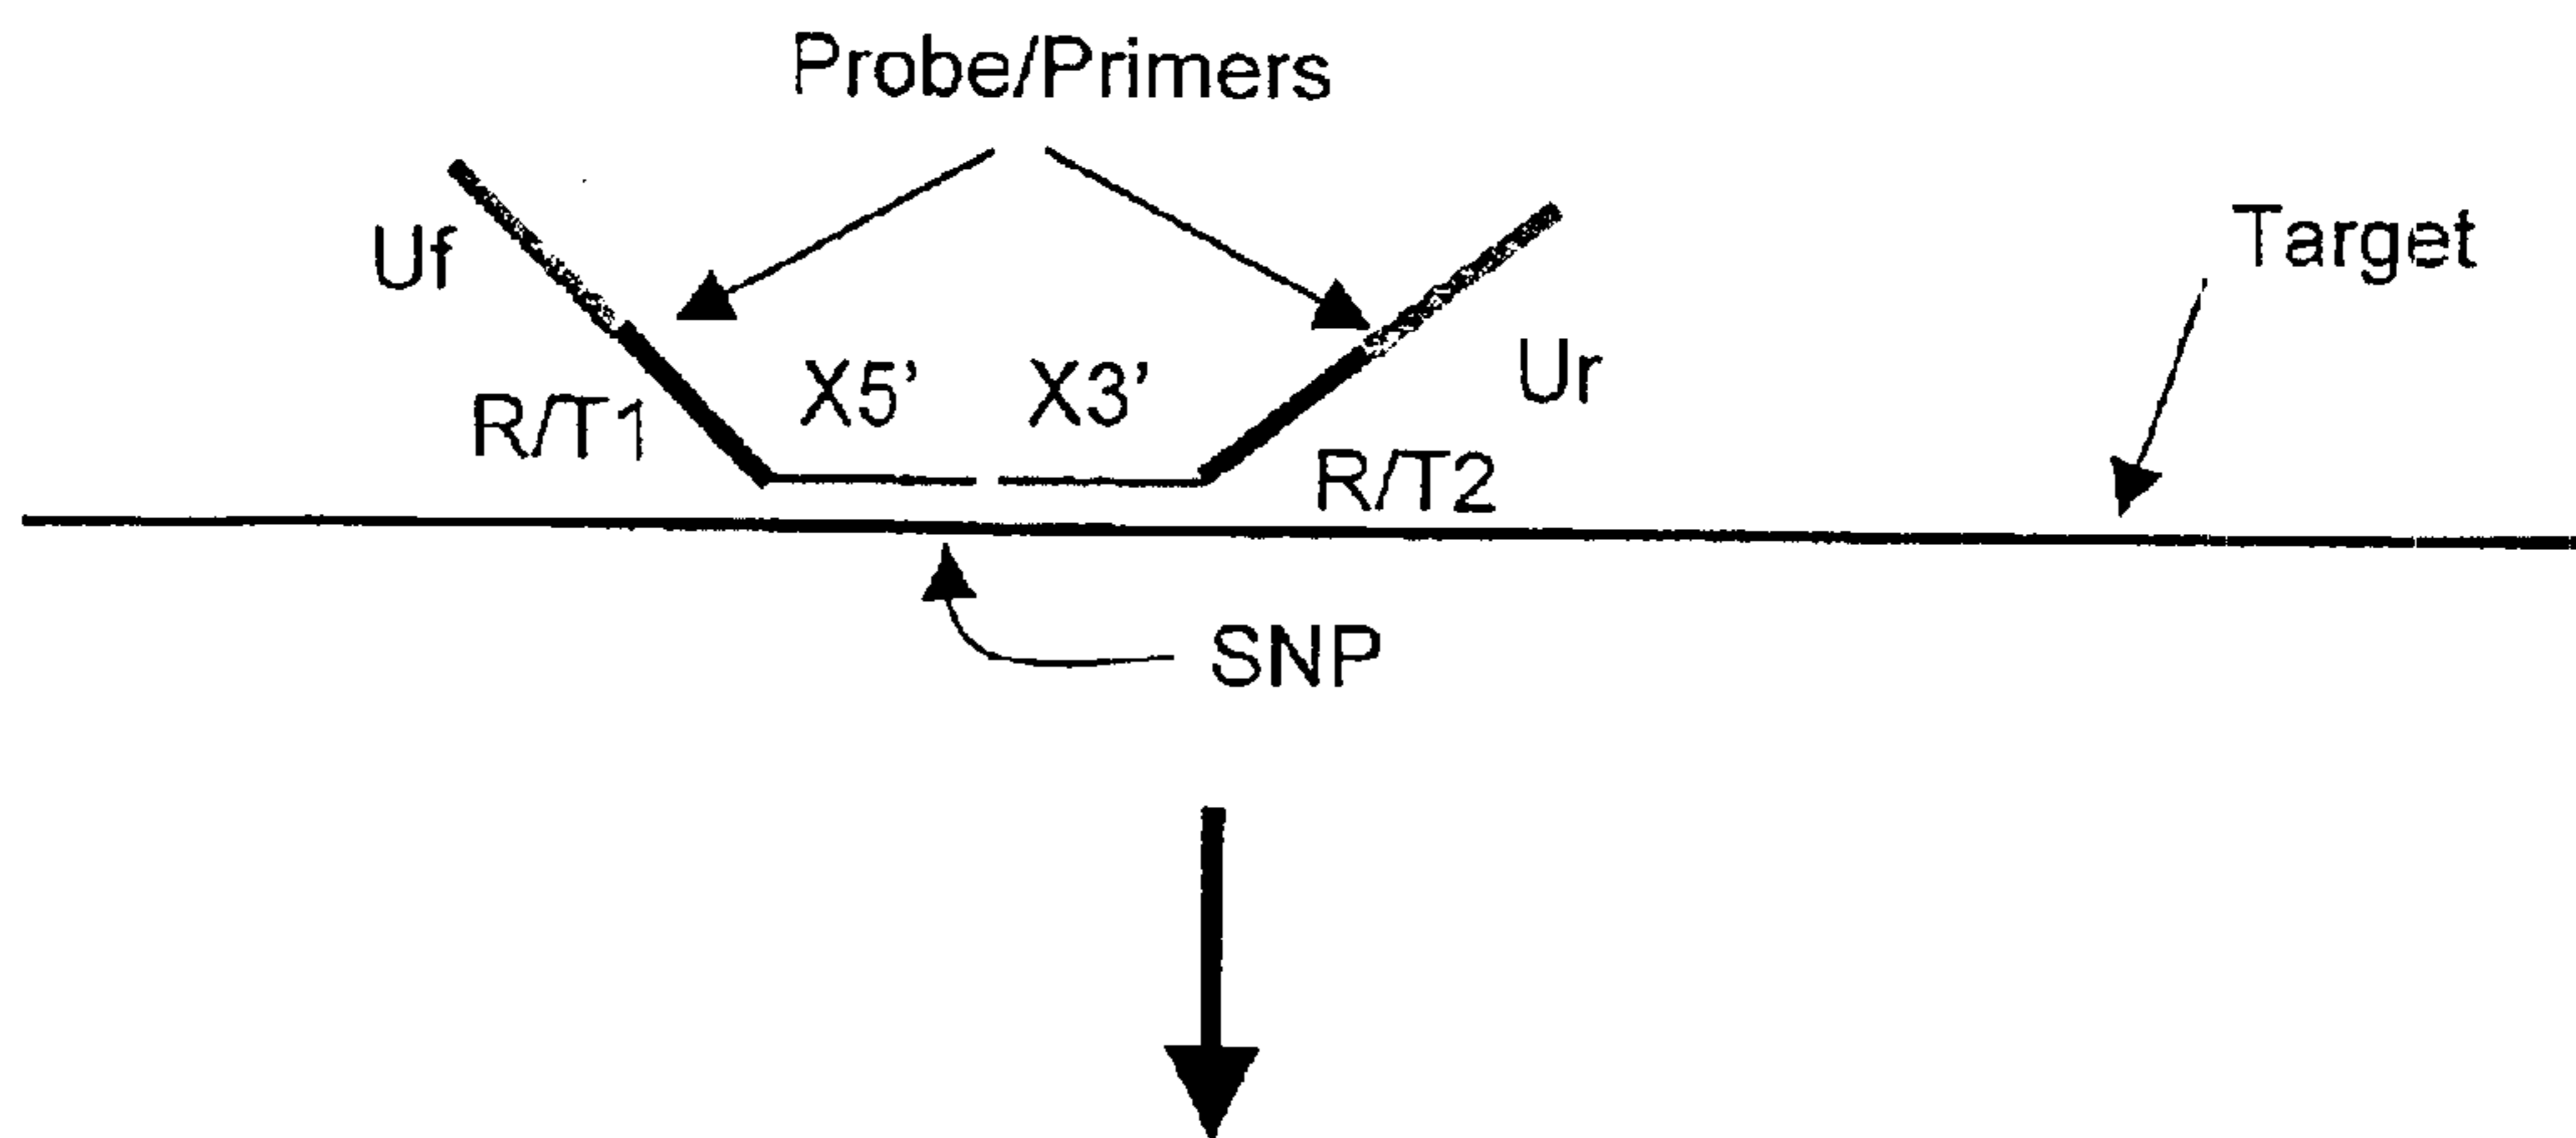 Probe/Primers
Uf
Target
Ur
X5’
X3’
R/T1
R/T2
SNP